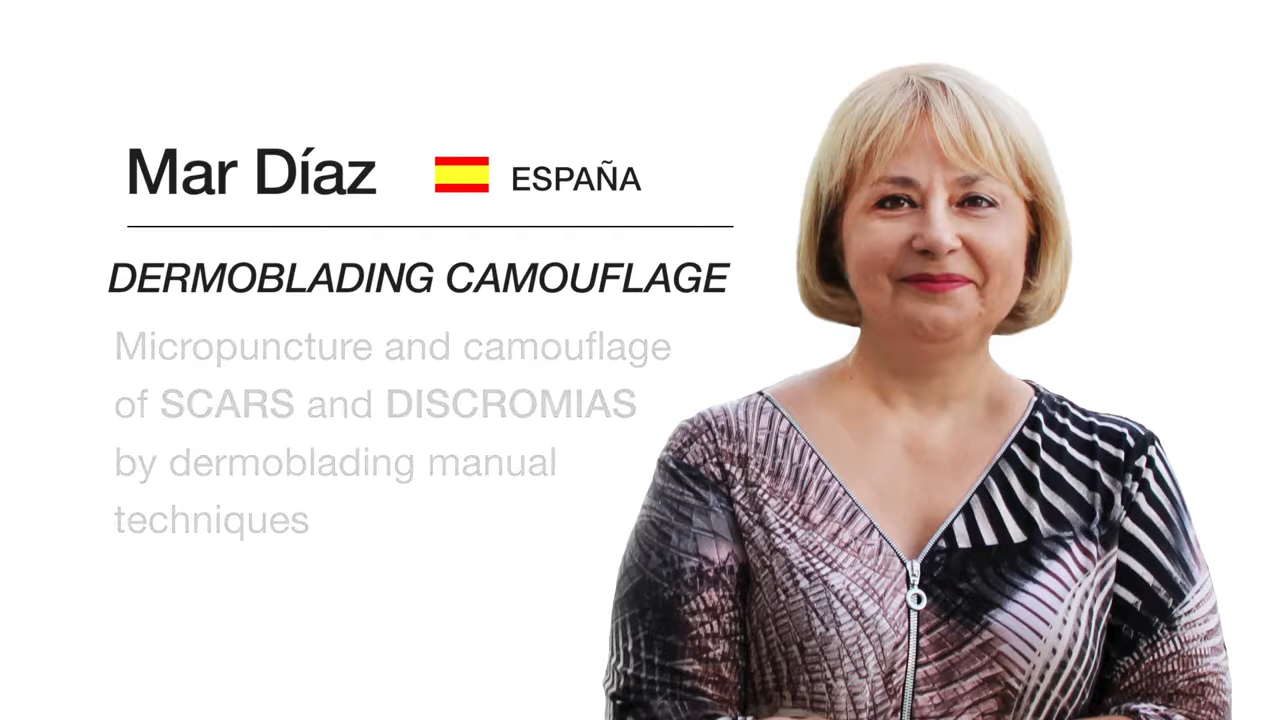 Mar Díaz ESPAÑA
DERMOBLADING CAMOUFLAGE
Micropuncture and camouflage
of SCARS and DISCROMIAS
by dermoblading manual
techniques